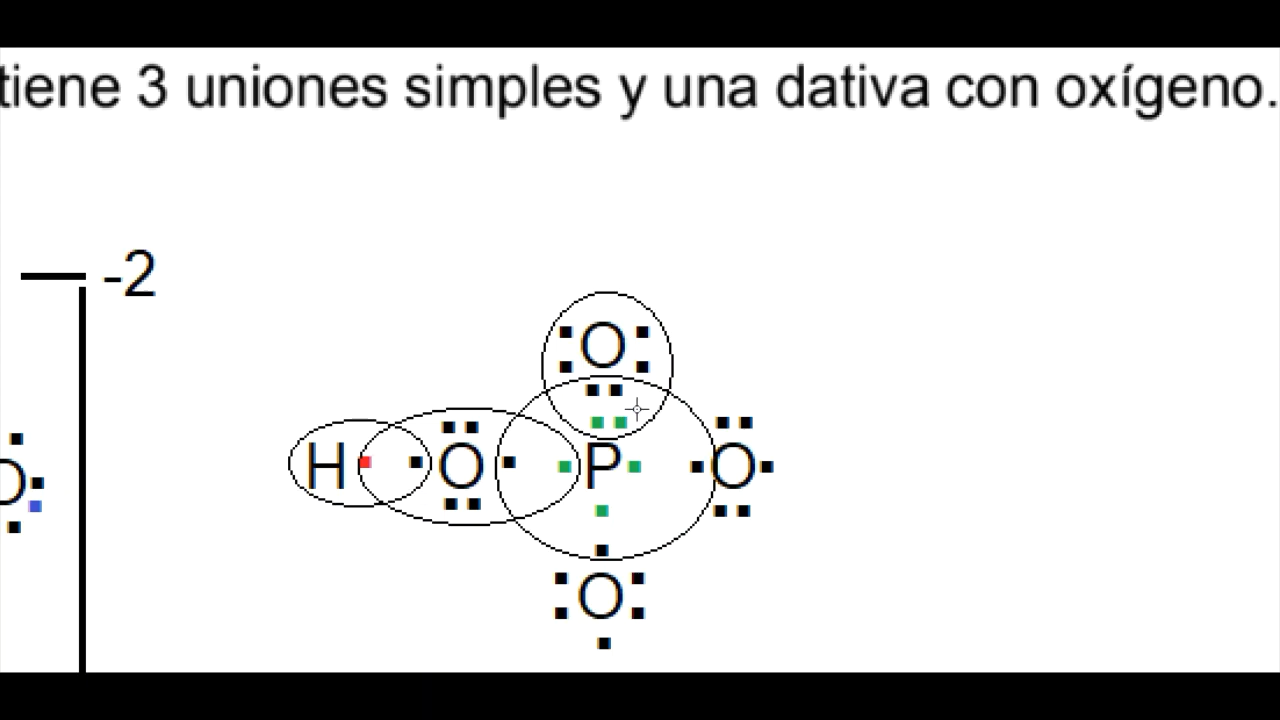 tiene 3 uniones simples y una dativa con oxígeno.
-2
O
H O P O
O
O